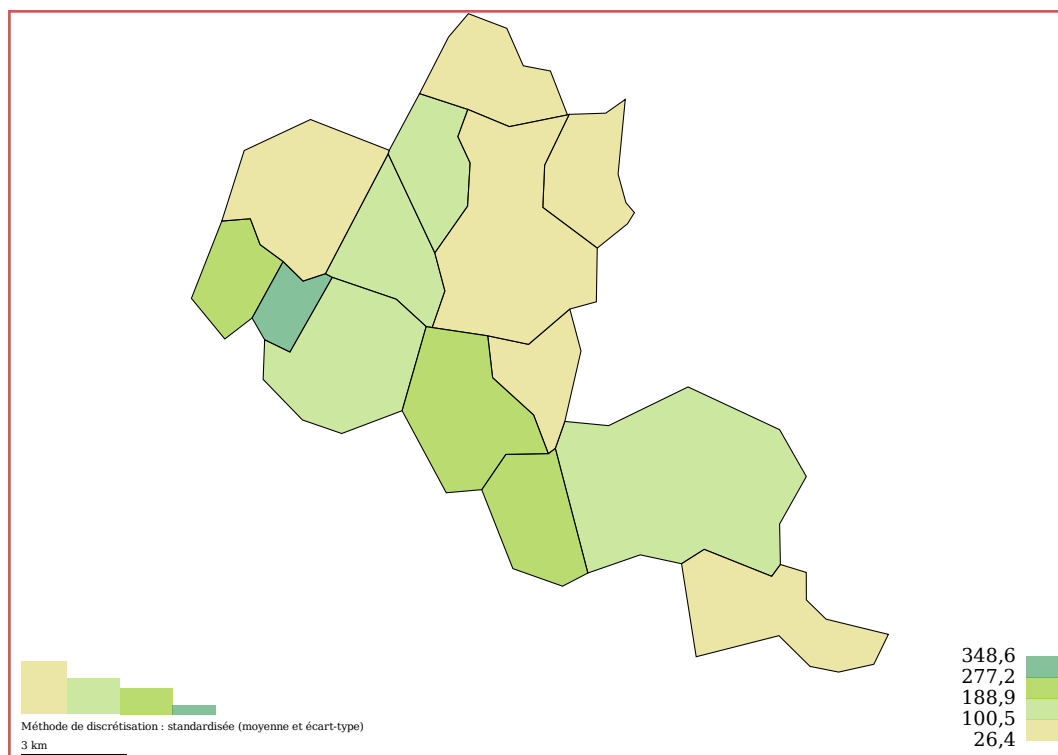 348,6
277,2
188,9
100,5
26,4
Méthode de discrétisation : standardisée (moyenne et écart-type)
3 km